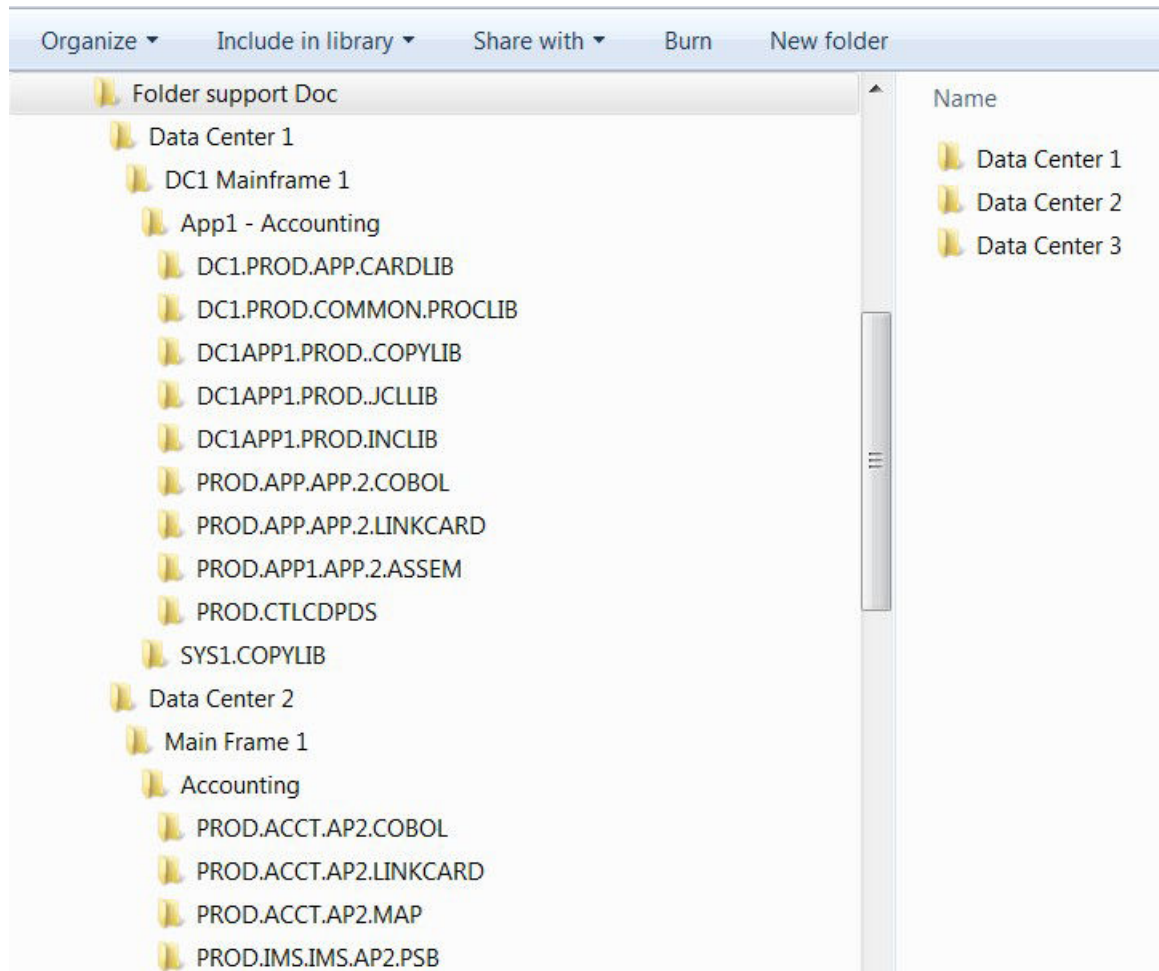 Organize Include in library Share with Burn New folder
Folder support Doc
Data Center 1
DC1 Mainframe 1
App1 - Accounting
DC1.PROD.APP.CARDLIB
DC1.PROD.COMMON.PROCLIB
DC1APP1.PROD..COPYLIB
DC1APP1.PROD..JCLLIB
DC1APP1.PROD.INCLIB
PROD.APP.APP.2.COBOL
PROD.APP.APP.2.LINKCARD
PROD.APP1.APP.2.ASSEM
PROD.CTLCDPDS
SYS1.COPYLIB
Data Center 2
Main Frame 1
Accounting
PROD.ACCT.AP2.COBOL
PROD.ACCT.AP2.LINKCARD
PROD.ACCT.AP2.MAP
PROD.IMS.IMS.AP2.PSB
Name
Data Center 1
Data Center 2
Data Center 3